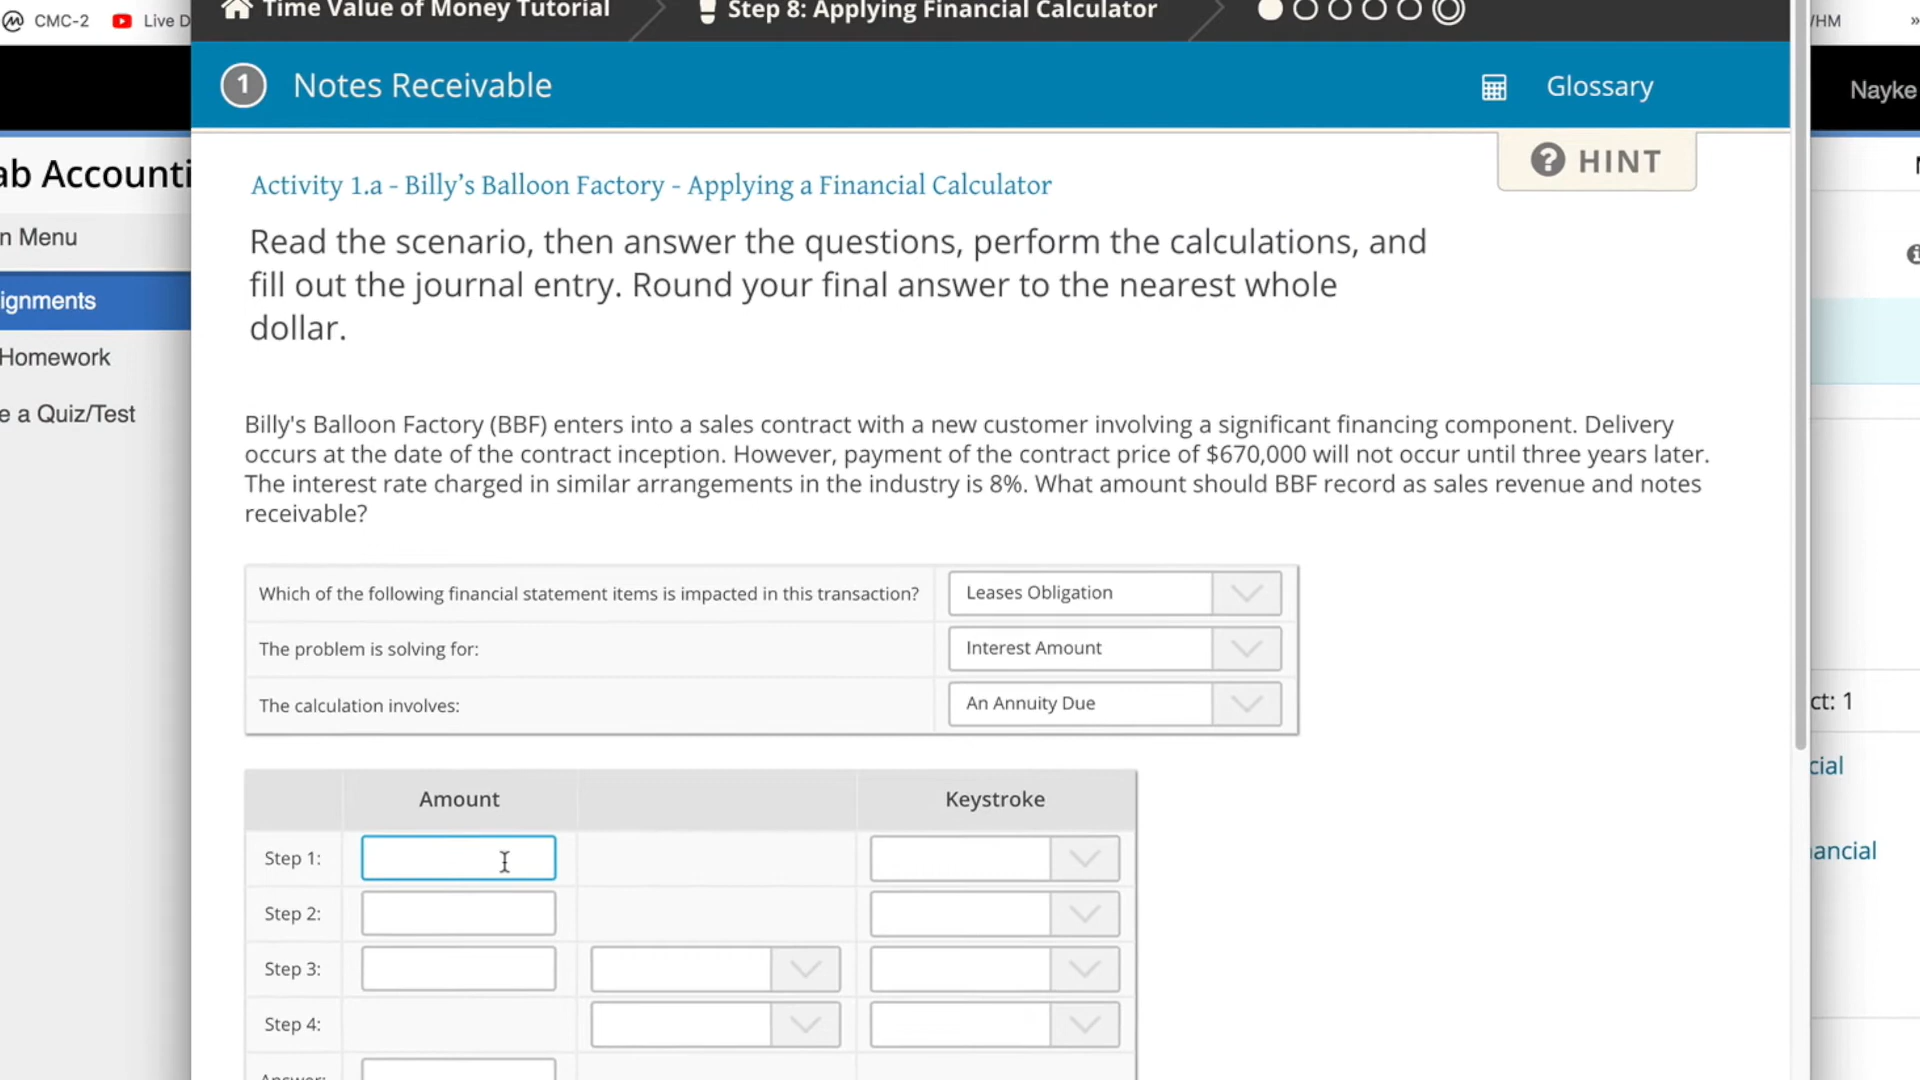 CMC-2
Live D
/HM
»
Time Value of Money Tutorial
Step 8: Applying Financial Calculator
1
Notes Receivable
Glossary
Nayke
HINT
ab Accounti
Activity 1.a - Billy’s Balloon Factory - Applying a Financial Calculator
n Menu
Read the scenario, then answer the questions, perform the calculations, and
fill out the journal entry. Round your final answer to the nearest whole
dollar.
ignments
Homework
e a Quiz/Test
Billy's Balloon Factory (BBF) enters into a sales contract with a new customer involving a significant financing component. Delivery
occurs at the date of the contract inception. However, payment of the contract price of $670,000 will not occur until three years later.
The interest rate charged in similar arrangements in the industry is 8%. What amount should BBF record as sales revenue and notes
receivable?
Which of the following financial statement items is impacted in this transaction?
Leases Obligation
The problem is solving for:
Interest Amount
The calculation involves:
An Annuity Due
ct: 1
cial
ancial
Amount
Keystroke
Step 1:
Step 2:
Step 3:
Step 4:
Answer: